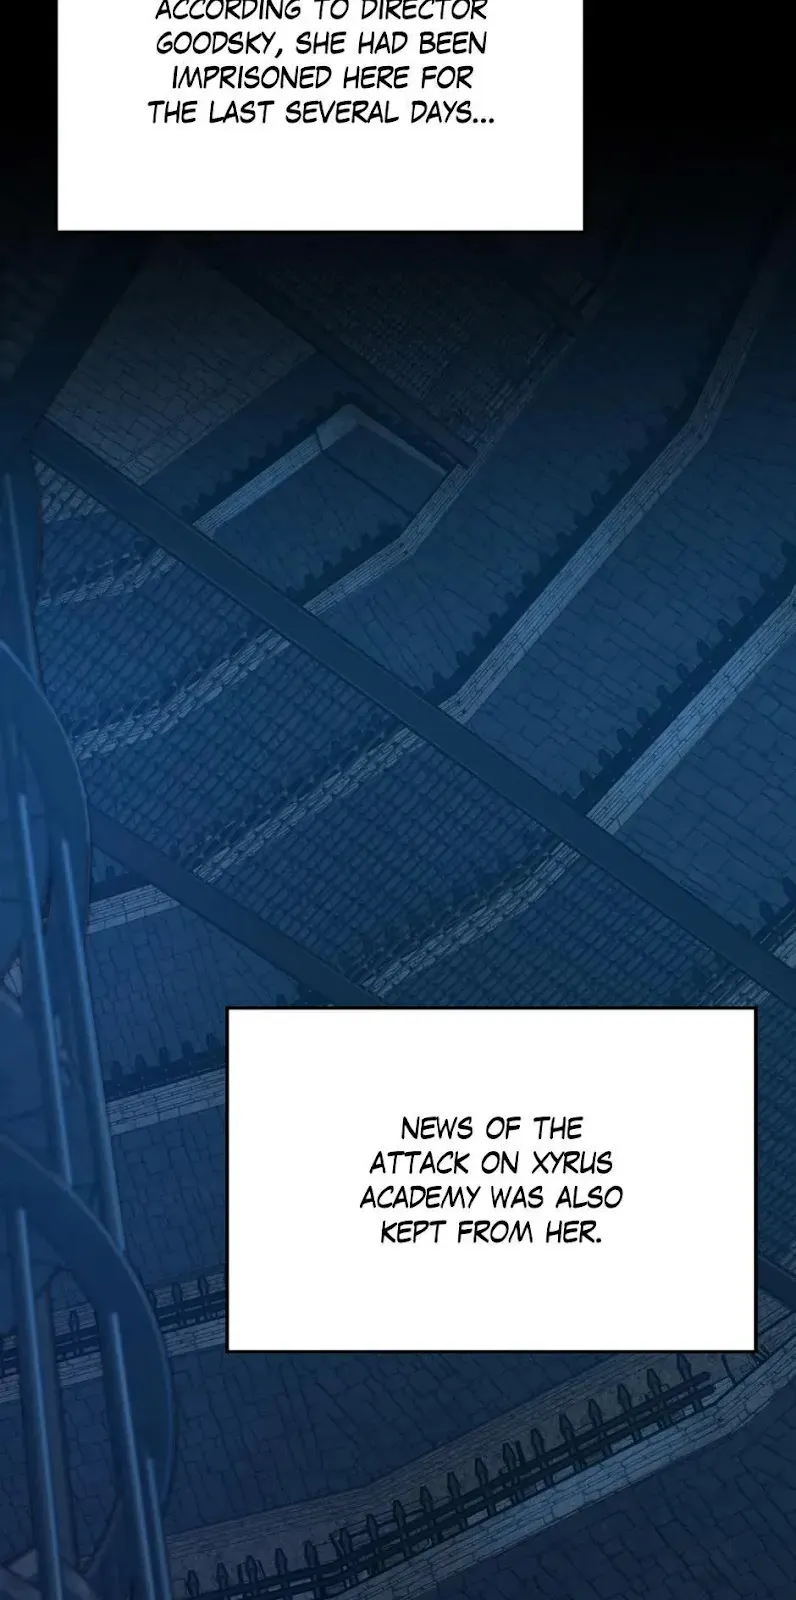 ACCORDING TO DIRECTOR
GOODSKY, SHE HAD BEEN
IMPRISONED HERE FOR
THE LAST SEVERAL DAYS...
NEWS OF THE
ATTACK ON XYRUS
ACADEMY WAS ALSO
KEPT FROM HER.